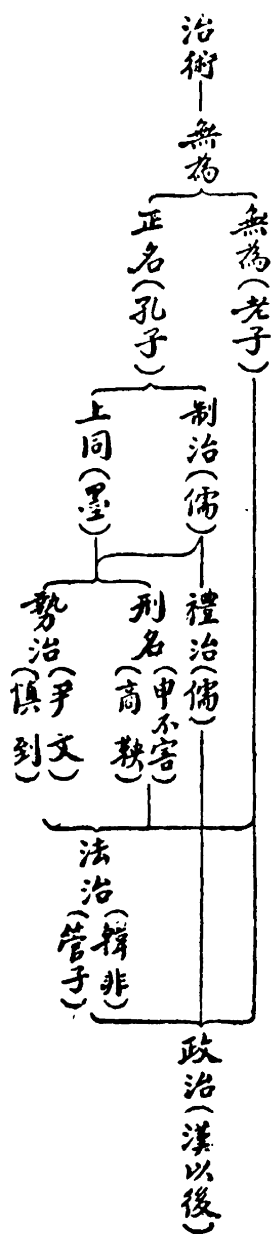 治術
無為
無為(老子)
正名(孔子)
制治(儒)
上同(墨)
禮治(儒)
刑名(申不害)(商鞅)
勢治(尹文)(慎到)
法治(韓非)(管子)
政治(漢以後)